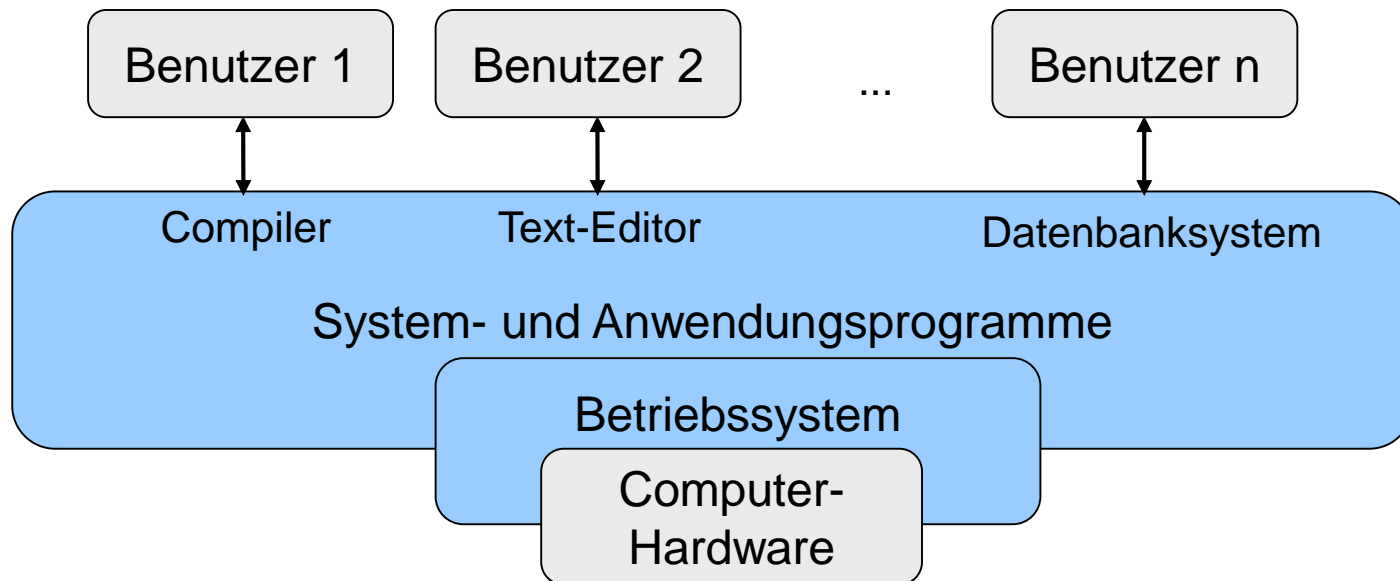 Benutzer 1
Benutzer 2
...
Benutzer n
Compiler
Text-Editor
Datenbanksystem
System- und Anwendungsprogramme
Betriebssystem
Computer-
Hardware